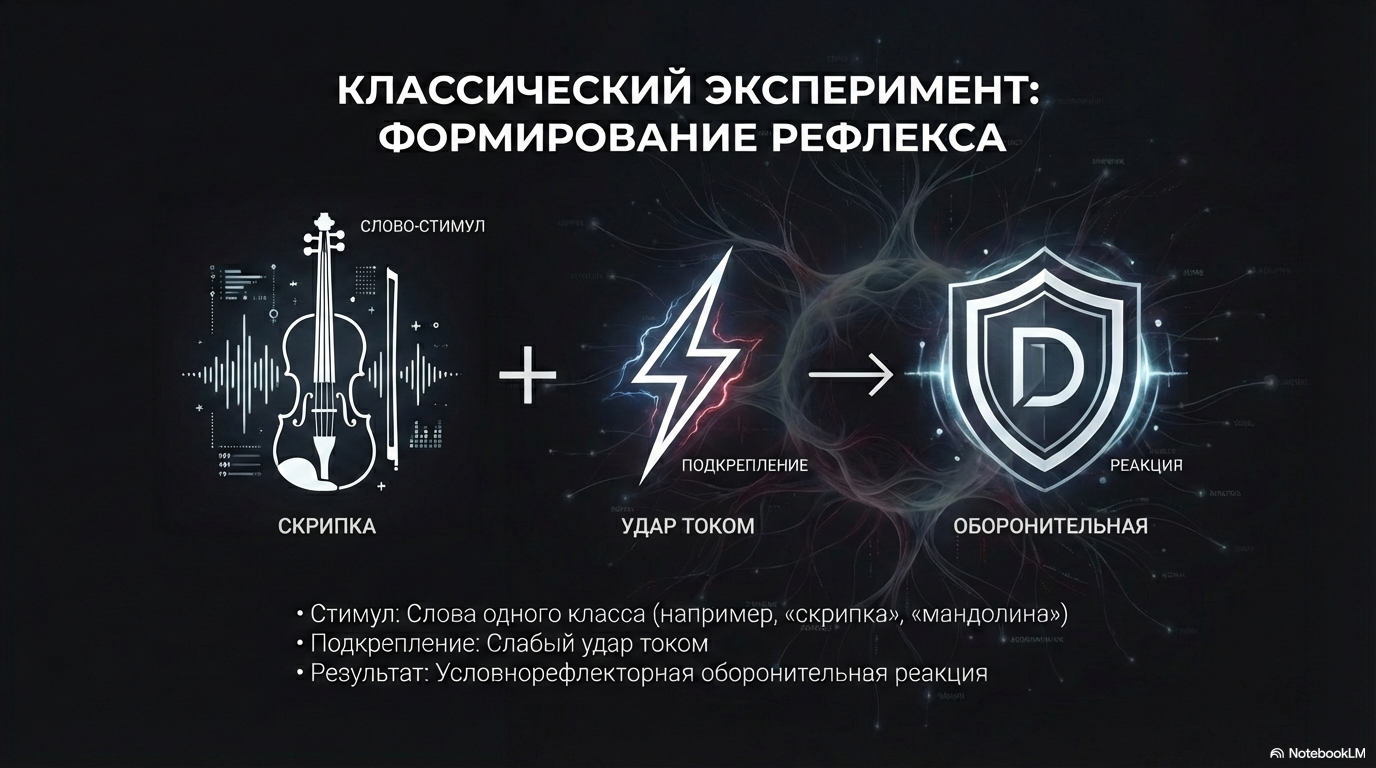 КЛАССИЧЕСКИЙ ЭКСПЕРИМЕНТ:
ФОРМИРОВАНИЕ РЕФЛЕКСА
СЛОВО-СТИМУЛ
D
ПОДКРЕПЛЕНИЕ
РЕАКЦИЯ
СКРИПКА
УДАР ТОКОМ
ОБОРОНИТЕЛЬНАЯ
• Стимул: Слова одного класса (например, «скрипка», «мандолина»)
• Подкрепление: Слабый удар током
• Результат: Условнорефлекторная оборонительная реакция
NotebookLM